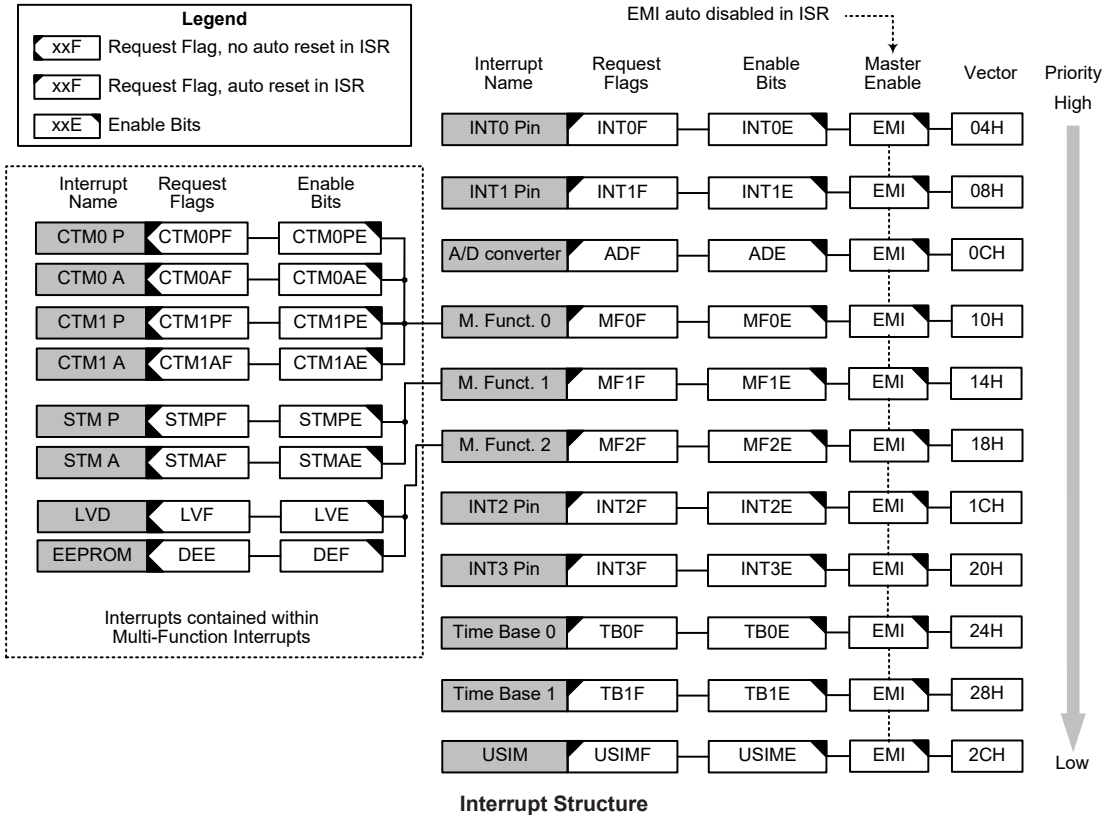 Legend
xxF Request Flag, no auto reset in ISR
xxF Request Flag, auto reset in ISR
xxE Enable Bits
EMI auto disabled in ISR
Interrupt Name Request Flags Enable Bits Master Enable Vector Priority
High
INT0 Pin INT0F INT0E EMI 04H
INT1 Pin INT1F INT1E EMI 08H
A/D converter ADF ADE EMI 0CH
M. Funct. 0 MF0F MF0E EMI 10H
M. Funct. 1 MF1F MF1E EMI 14H
M. Funct. 2 MF2F MF2E EMI 18H
INT2 Pin INT2F INT2E EMI 1CH
INT3 Pin INT3F INT3E EMI 20H
Time Base 0 TB0F TB0E EMI 24H
Time Base 1 TB1F TB1E EMI 28H
USIM USIMF USIME EMI 2CH
Low
Interrupt Name Request Flags Enable Bits
CTM0 P CTM0PF CTM0PE
CTM0 A CTM0AF CTM0AE
CTM1 P CTM1PF CTM1PE
CTM1 A CTM1AF CTM1AE
STM P STMPF STMPE
STM A STMAF STMAE
LVD LVF LVE
EEPROM DEE DEF
Interrupts contained within
Multi-Function Interrupts
Interrupt Structure